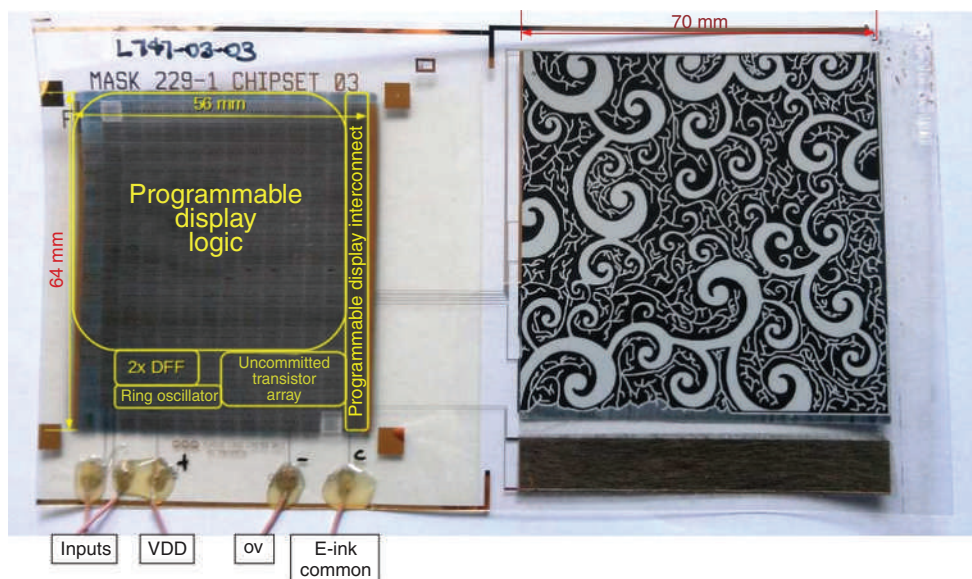 L747-03-03
MASK 229-1 CHIPSET 03
70 mm
56 mm
64 mm
Programmable
display
logic
Programmable display interconnect
2x DFF
Ring oscillator
Uncommitted
transistor
array
+
-
c
Inputs
VDD
ov
E-ink
common